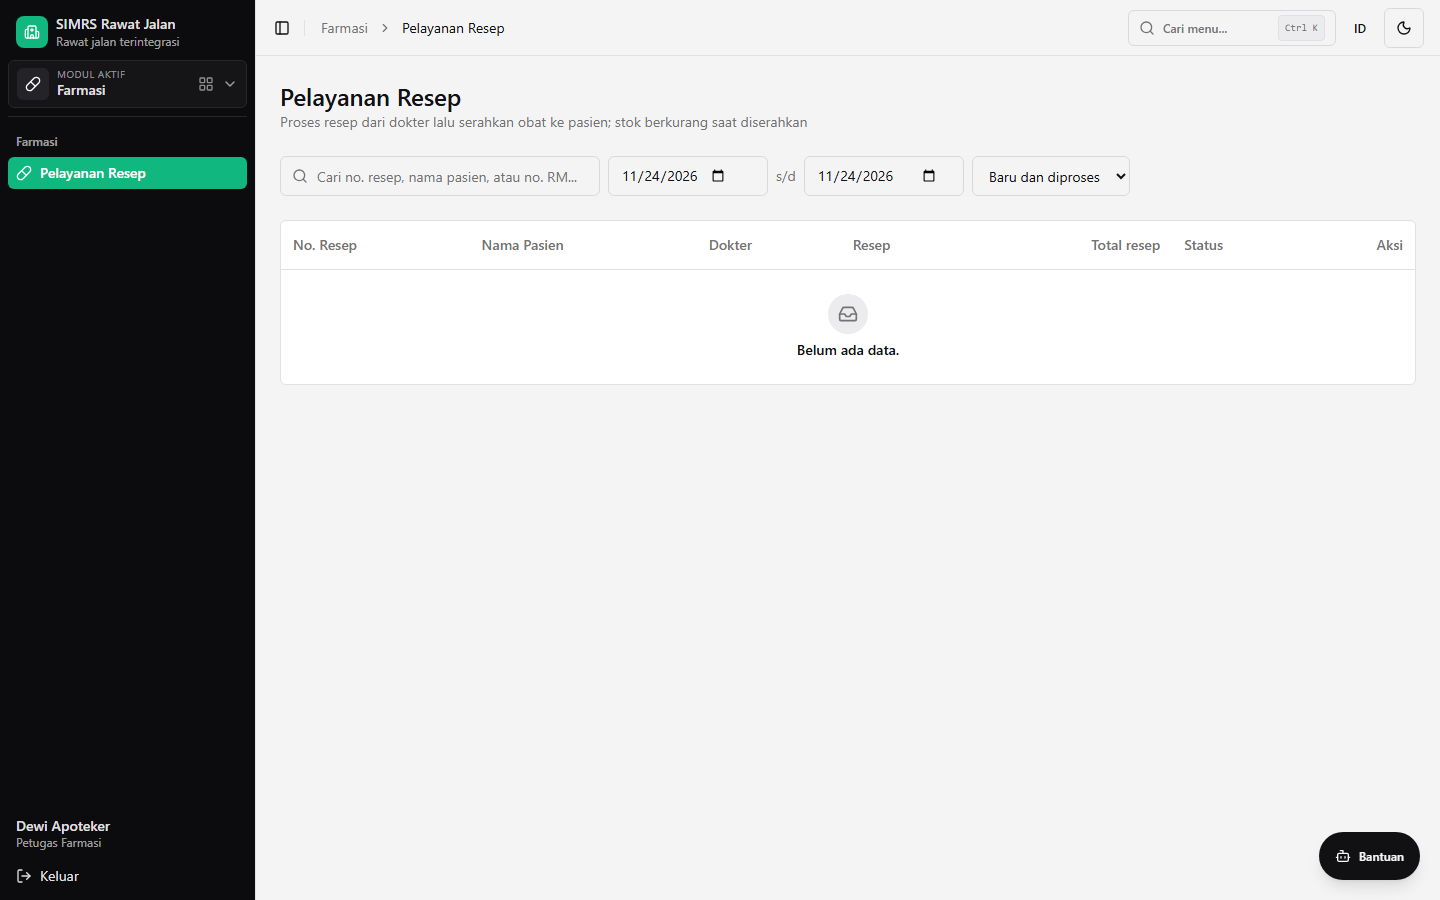 SIMRS Rawat Jalan
Rawat jalan terintegrasi
MODUL AKTIF
Farmasi
Farmasi
Pelayanan Resep
Dewi Apoteker
Petugas Farmasi
Keluar
Farmasi > Pelayanan Resep
Cari menu...
Ctrl K
ID
Pelayanan Resep
Proses resep dari dokter lalu serahkan obat ke pasien; stok berkurang saat diserahkan
Cari no. resep, nama pasien, atau no. RM...
11/24/2026
s/d
11/24/2026
Baru dan diproses
No. Resep
Nama Pasien
Dokter
Resep
Total resep
Status
Aksi
Belum ada data.
Bantuan